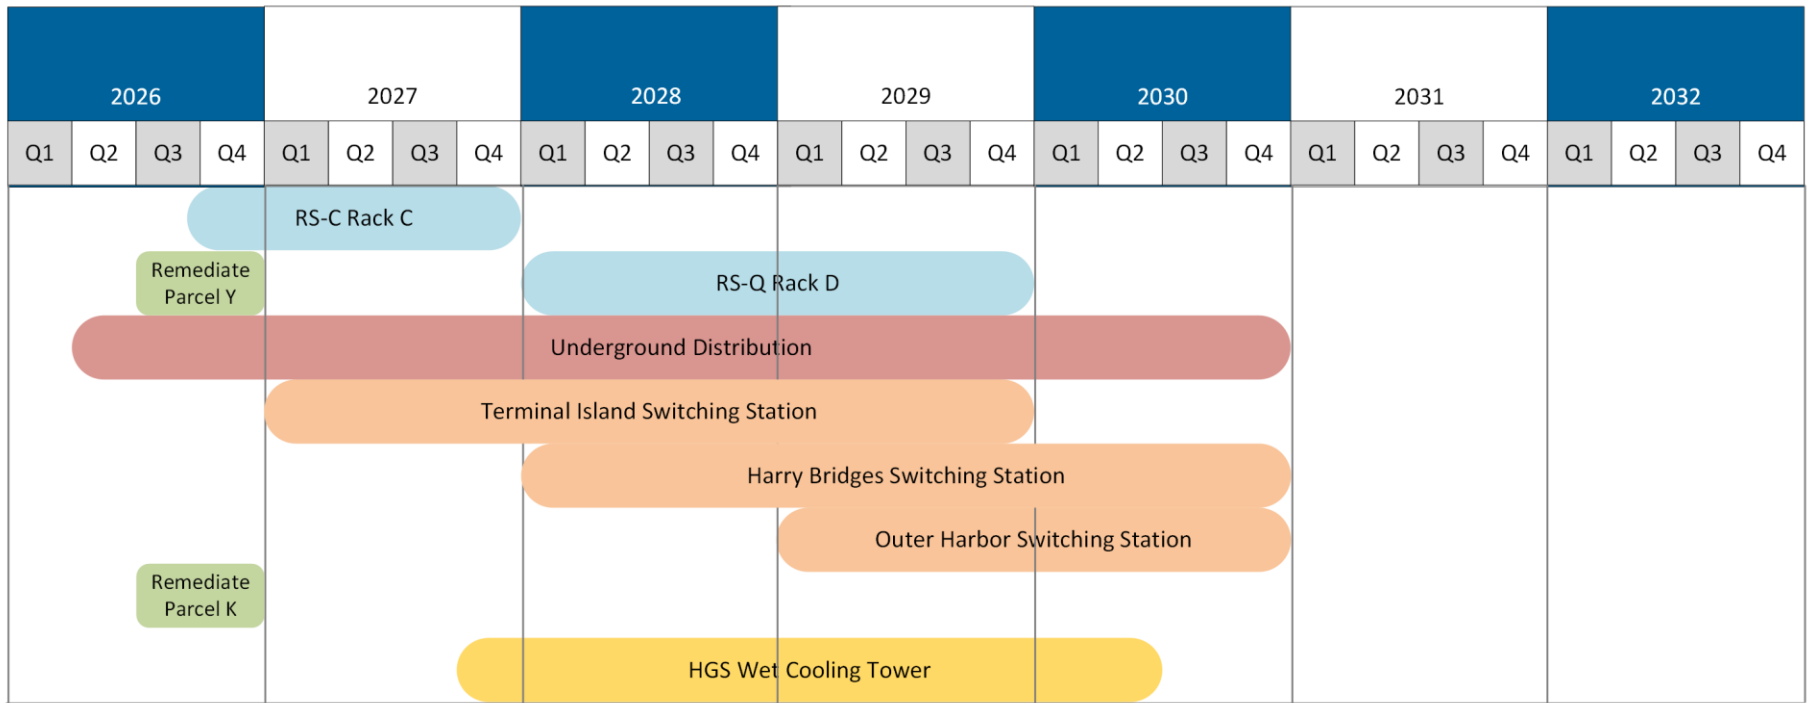 2026 2027 2028 2029 2030 2031 2032
Q1 Q2 Q3 Q4 Q1 Q2 Q3 Q4 Q1 Q2 Q3 Q4 Q1 Q2 Q3 Q4 Q1 Q2 Q3 Q4 Q1 Q2 Q3 Q4 Q1 Q2 Q3 Q4
RS-C Rack C
Remediate
Parcel Y
RS-Q Rack D
Underground Distribution
Terminal Island Switching Station
Harry Bridges Switching Station
Outer Harbor Switching Station
Remediate
Parcel K
HGS Wet Cooling Tower